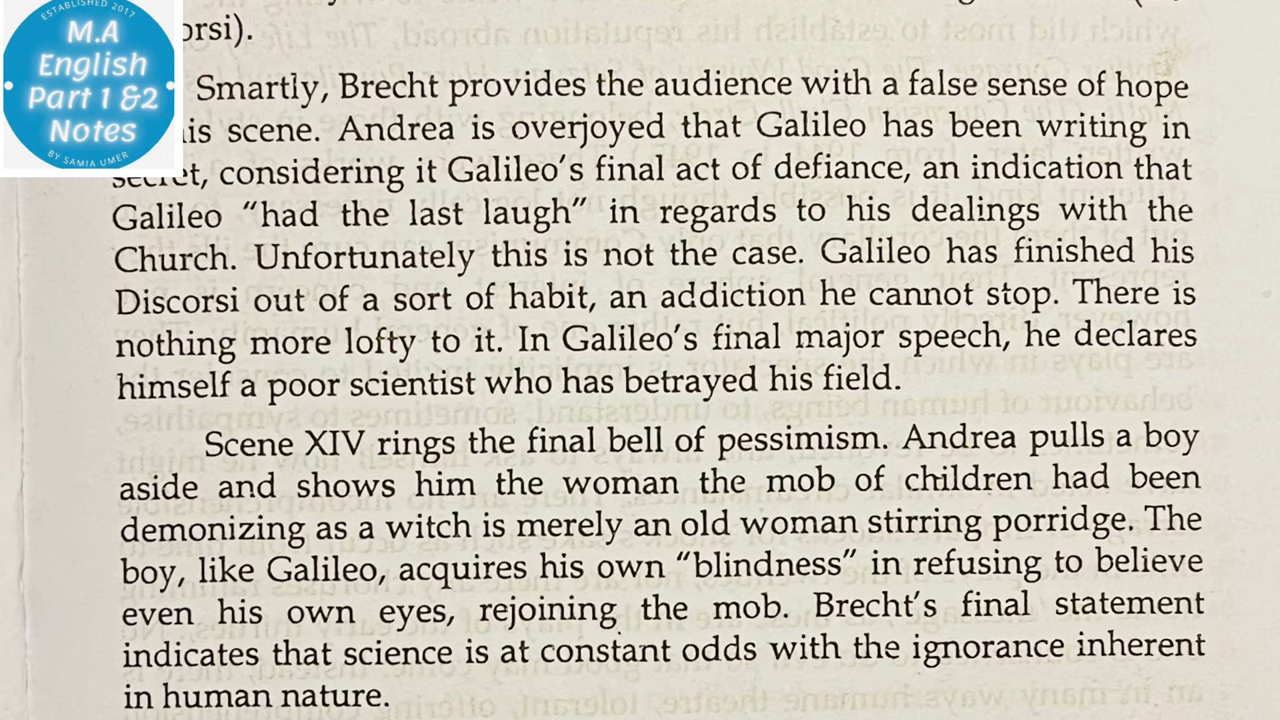 ESTABLISHED 2017
M.A
English
Part 1 &2
Notes
BY SAMIA UMER
orsi).
Smartly, Brecht provides the audience with a false sense of hope
is scene. Andrea is overjoyed that Galileo has been writing in
secret, considering it Galileo's final act of defiance, an indication that
Galileo "had the last laugh" in regards to his dealings with the
Church. Unfortunately this is not the case. Galileo has finished his
Discorsi out of a sort of habit, an addiction he cannot stop. There is
nothing more lofty to it. In Galileo's final major speech, he declares
himself a poor scientist who has betrayed his field.
Scene XIV rings the final bell of pessimism. Andrea pulls a boy
aside and shows him the woman the mob of children had been
demonizing as a witch is merely an old woman stirring porridge. The
boy, like Galileo, acquires his own "blindness" in refusing to believe
even his own eyes, rejoining the mob. Brecht's final statement
indicates that science is at constant odds with the ignorance inherent
in human nature.